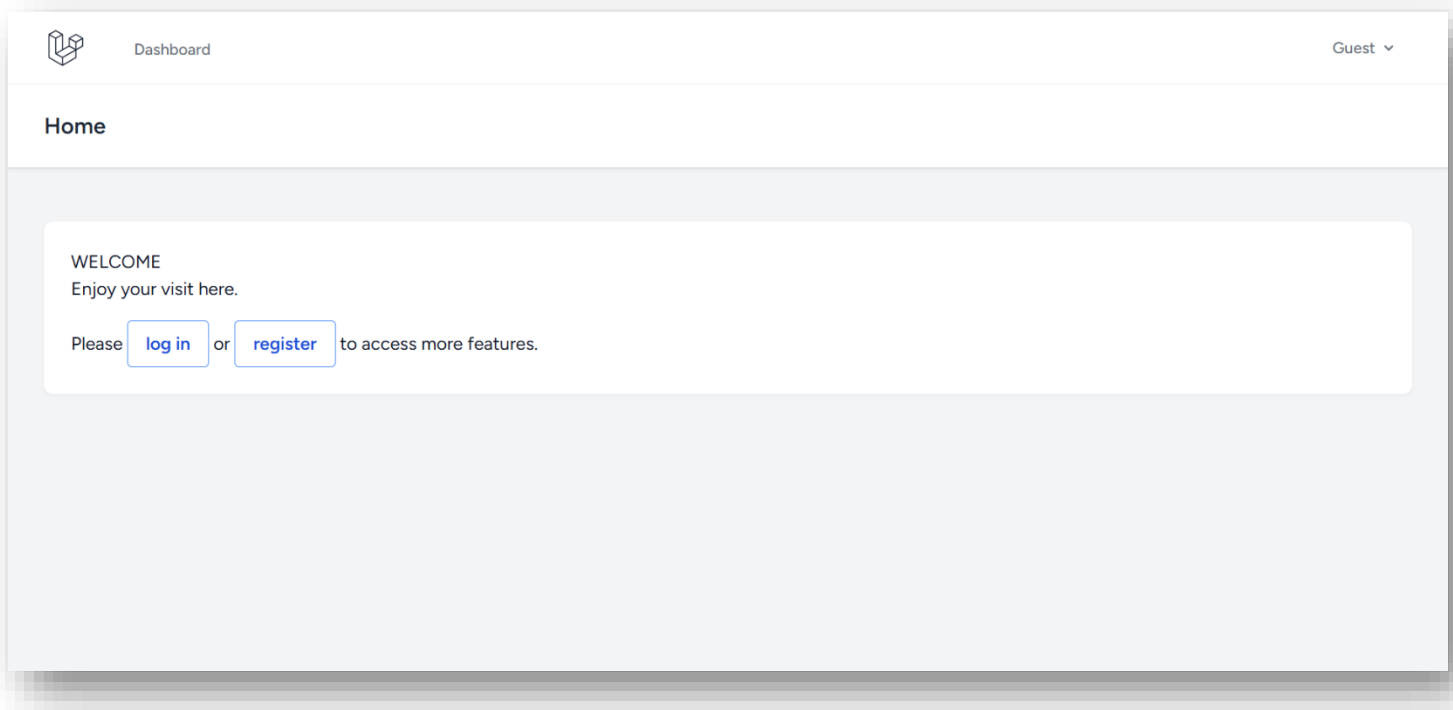 Dashboard
Guest
Home
WELCOME
Enjoy your visit here.
Please log in or register to access more features.